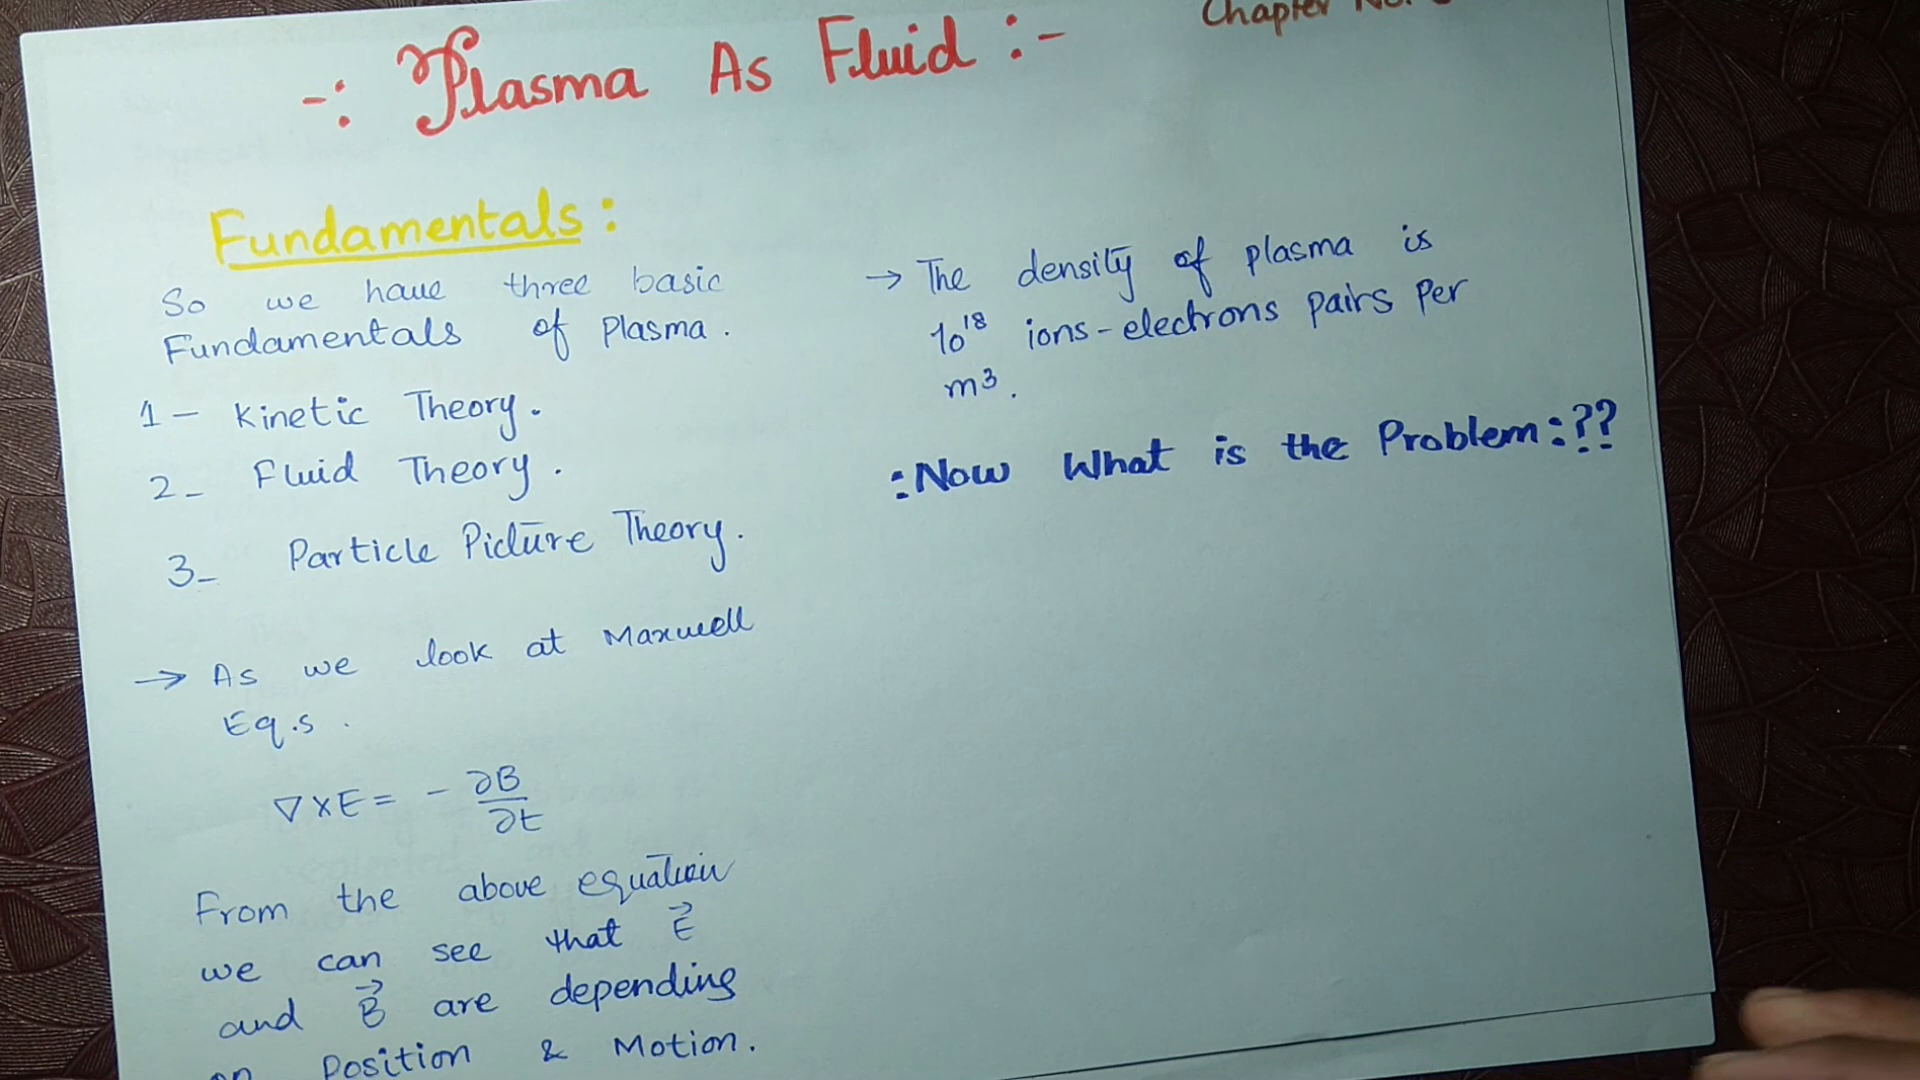 Chapter No.
-: Plasma As Fluid :-
Fundamentals:
So we have three basic
Fundamentals of Plasma.
1- Kinetic Theory.
2- Fluid Theory.
3- Particle Picture Theory.
→ As we look at Maxwell
Eq.s.
∇×E = - ∂B/∂t
From the above equation
we can see that E⃗
and B⃗ are depending
on Position & Motion.
→ The density of plasma is
10¹⁸ ions-electrons pairs per
m³.
:Now What is the Problem:??